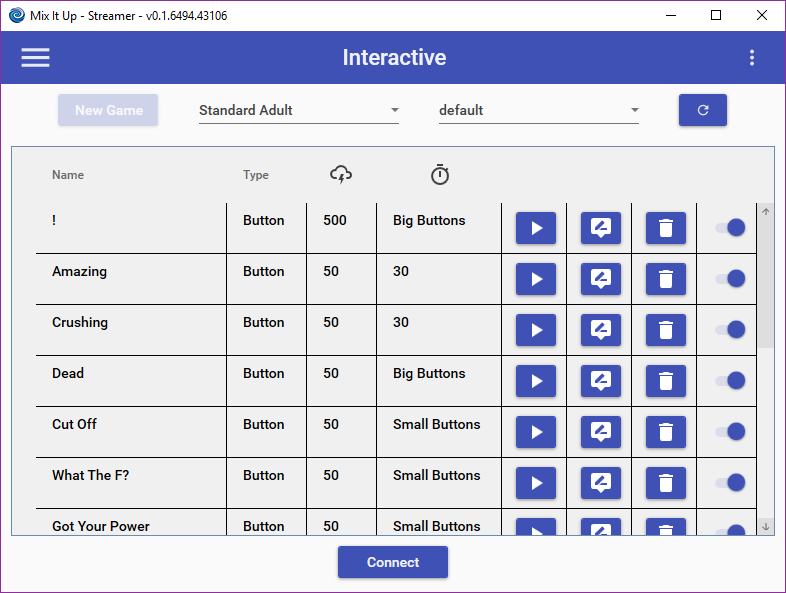 Mix It Up - Streamer - v0.1.6494.43106
Interactive
New Game Standard Adult default
Name Type
! Button 500 Big Buttons
Amazing Button 50 30
Crushing Button 50 30
Dead Button 50 Big Buttons
Cut Off Button 50 Small Buttons
What The F? Button 50 Small Buttons
Got Your Power Button 50 Small Buttons
Connect